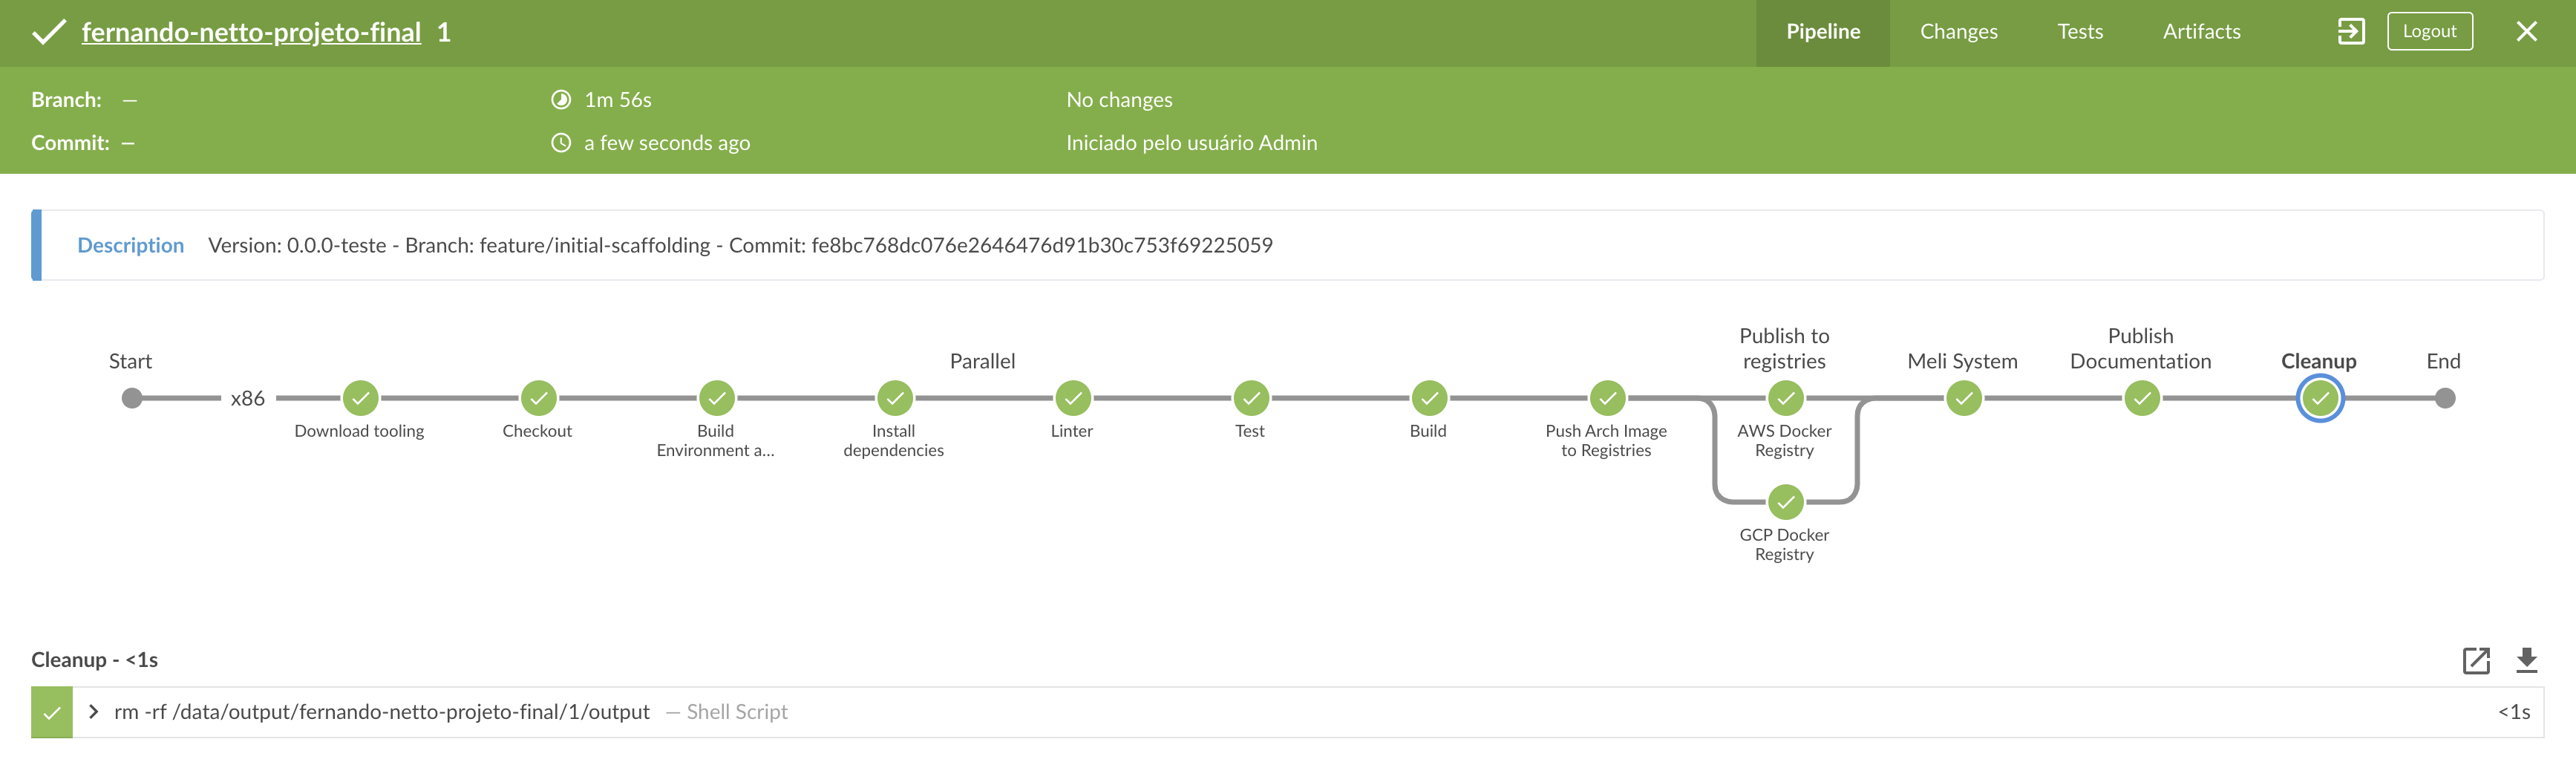 fernando-netto-projeto-final 1
Pipeline
Changes
Tests
Artifacts
Logout
Branch: —
1m 56s
No changes
Commit: —
a few seconds ago
Iniciado pelo usuário Admin
Description Version: 0.0.0-teste - Branch: feature/initial-scaffolding - Commit: fe8bc768dc076e2646476d91b30c753f69225059
Start
Parallel
Publish to
registries
Meli System
Publish
Documentation
Cleanup
End
x86
Download tooling
Checkout
Build
Environment a...
Install
dependencies
Linter
Test
Build
Push Arch Image
to Registries
AWS Docker
Registry
GCP Docker
Registry
Cleanup - <1s
rm -rf /data/output/fernando-netto-projeto-final/1/output — Shell Script
<1s